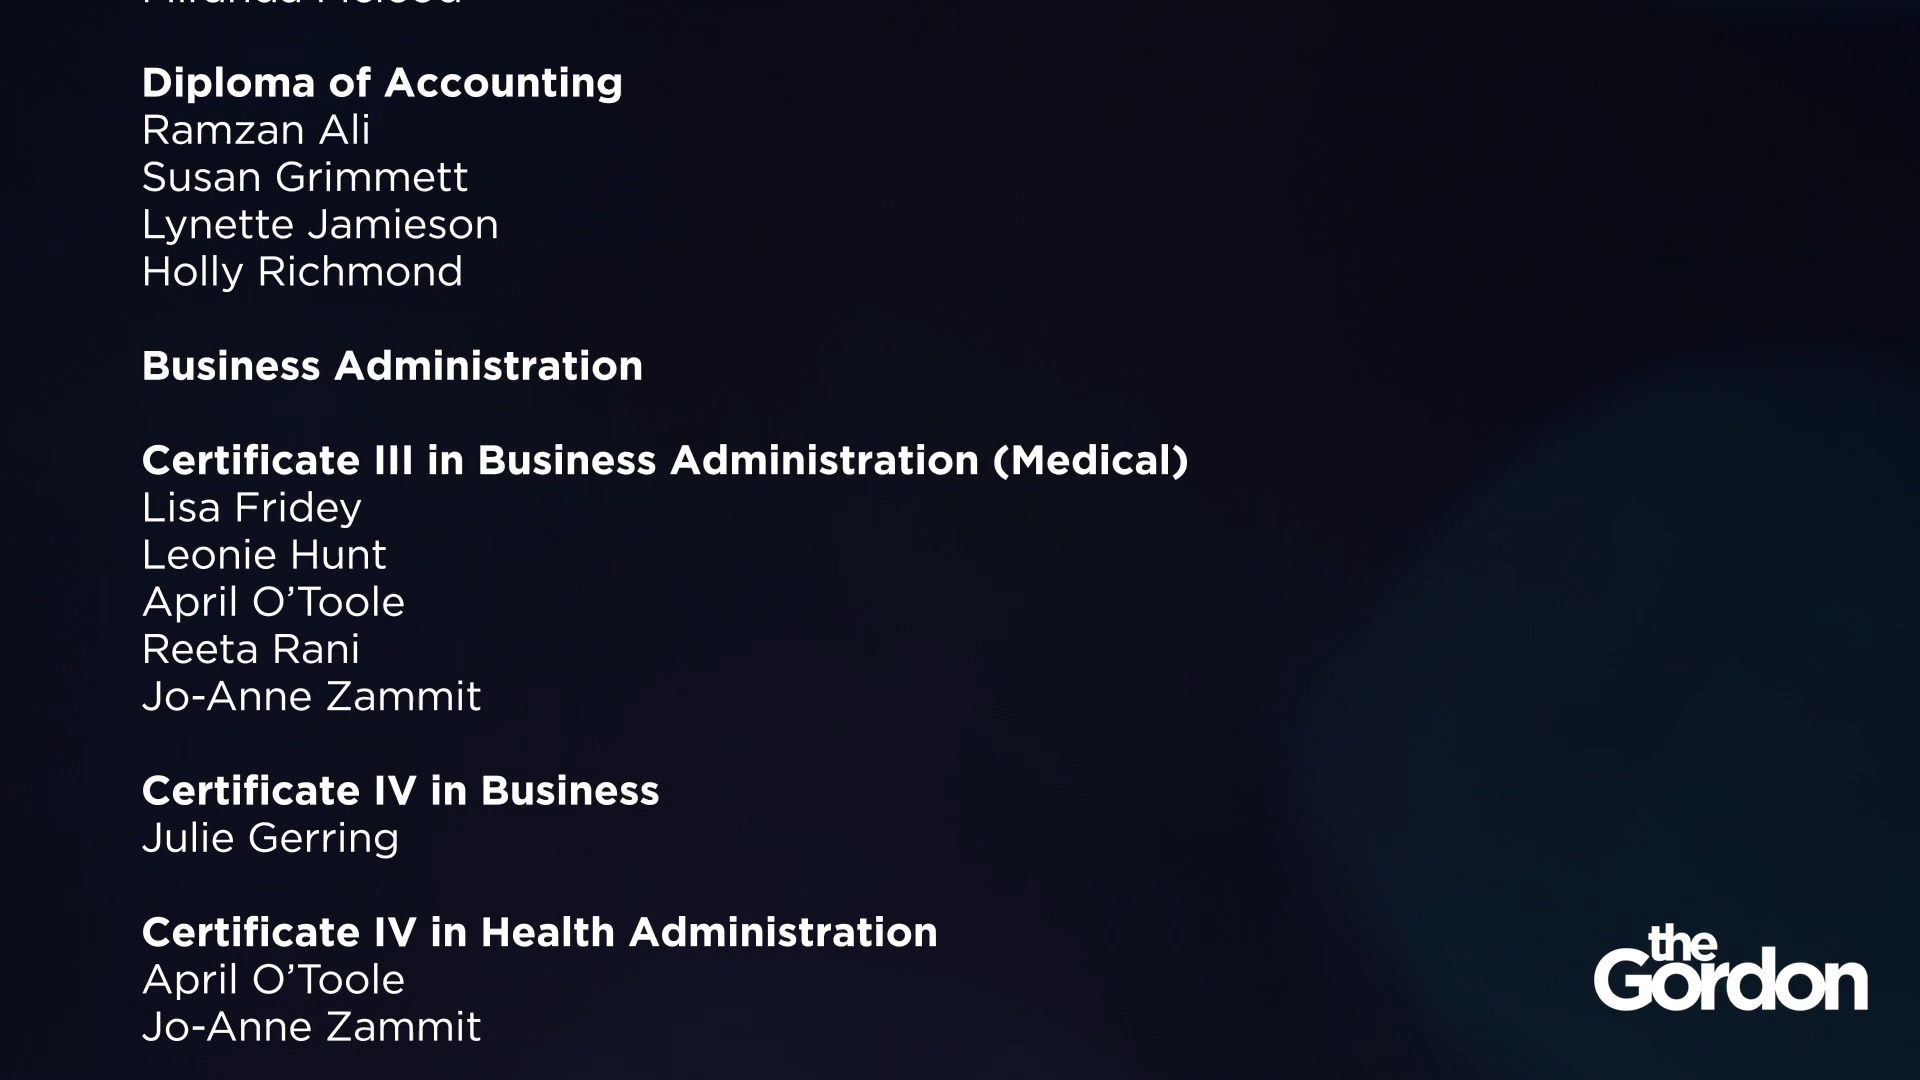 Diploma of Accounting
Ramzan Ali
Susan Grimmett
Lynette Jamieson
Holly Richmond
Business Administration
Certificate III in Business Administration (Medical)
Lisa Fridey
Leonie Hunt
April O’Toole
Reeta Rani
Jo-Anne Zammit
Certificate IV in Business
Julie Gerring
Certificate IV in Health Administration
April O’Toole
Jo-Anne Zammit
the
Gordon